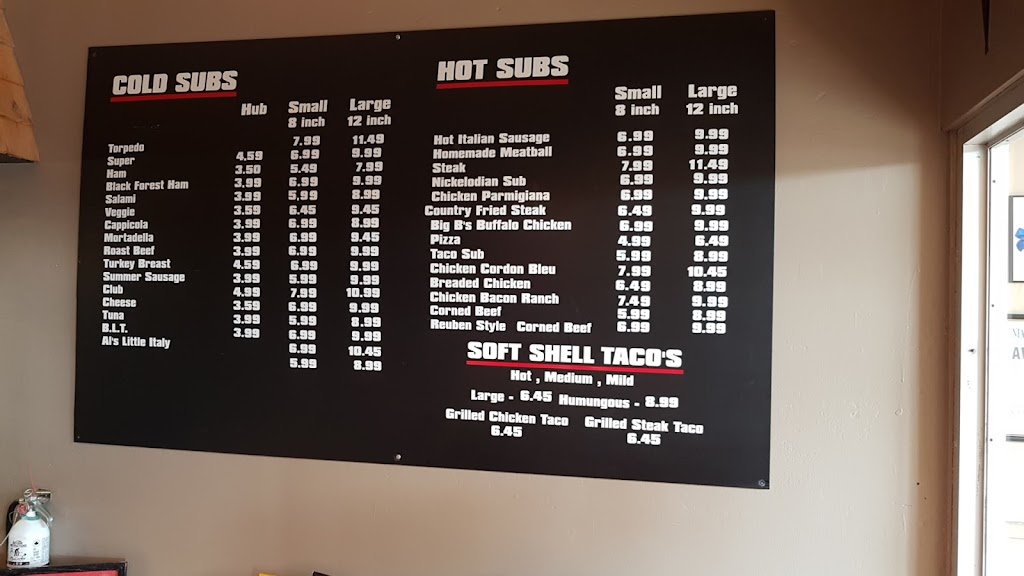 COLD SUBS
Hub Small Large
8 inch 12 inch
Torpedo 7.99 11.49
Super 4.59 6.99 9.99
Ham 3.50 5.49 7.99
Black Forest Ham 3.99 6.99 9.99
Salami 3.99 5.99 8.99
Veggie 3.59 6.45 9.45
Cappicola 3.99 6.99 8.99
Mortadella 3.99 6.99 9.45
Roast Beef 3.99 6.99 9.99
Turkey Breast 4.59 6.99 9.99
Summer Sausage 3.99 5.99 9.99
Club 4.99 7.99 10.99
Cheese 3.59 6.99 9.99
Tuna 3.99 5.99 8.99
B.L.T. 3.99 6.99 9.99
Al's Little Italy 6.99 10.45
5.99 8.99
HOT SUBS
Small Large
8 inch 12 inch
Hot Italian Sausage 6.99 9.99
Homemade Meatball 6.99 9.99
Steak 7.99 11.49
Nickelodian Sub 6.99 9.99
Chicken Parmigiana 6.99 9.99
Country Fried Steak 6.49 9.99
Big B's Buffalo Chicken 6.99 9.99
Pizza 4.99 6.49
Taco Sub 5.99 8.99
Chicken Cordon Bleu 7.99 10.45
Breaded Chicken 6.49 8.99
Chicken Bacon Ranch 7.49 9.99
Corned Beef 5.99 8.99
Reuben Style Corned Beef 6.99 9.99
SOFT SHELL TACO'S
Hot , Medium , Mild
Large - 6.45 Humungous - 8.99
Grilled Chicken Taco Grilled Steak Taco
6.45 6.45